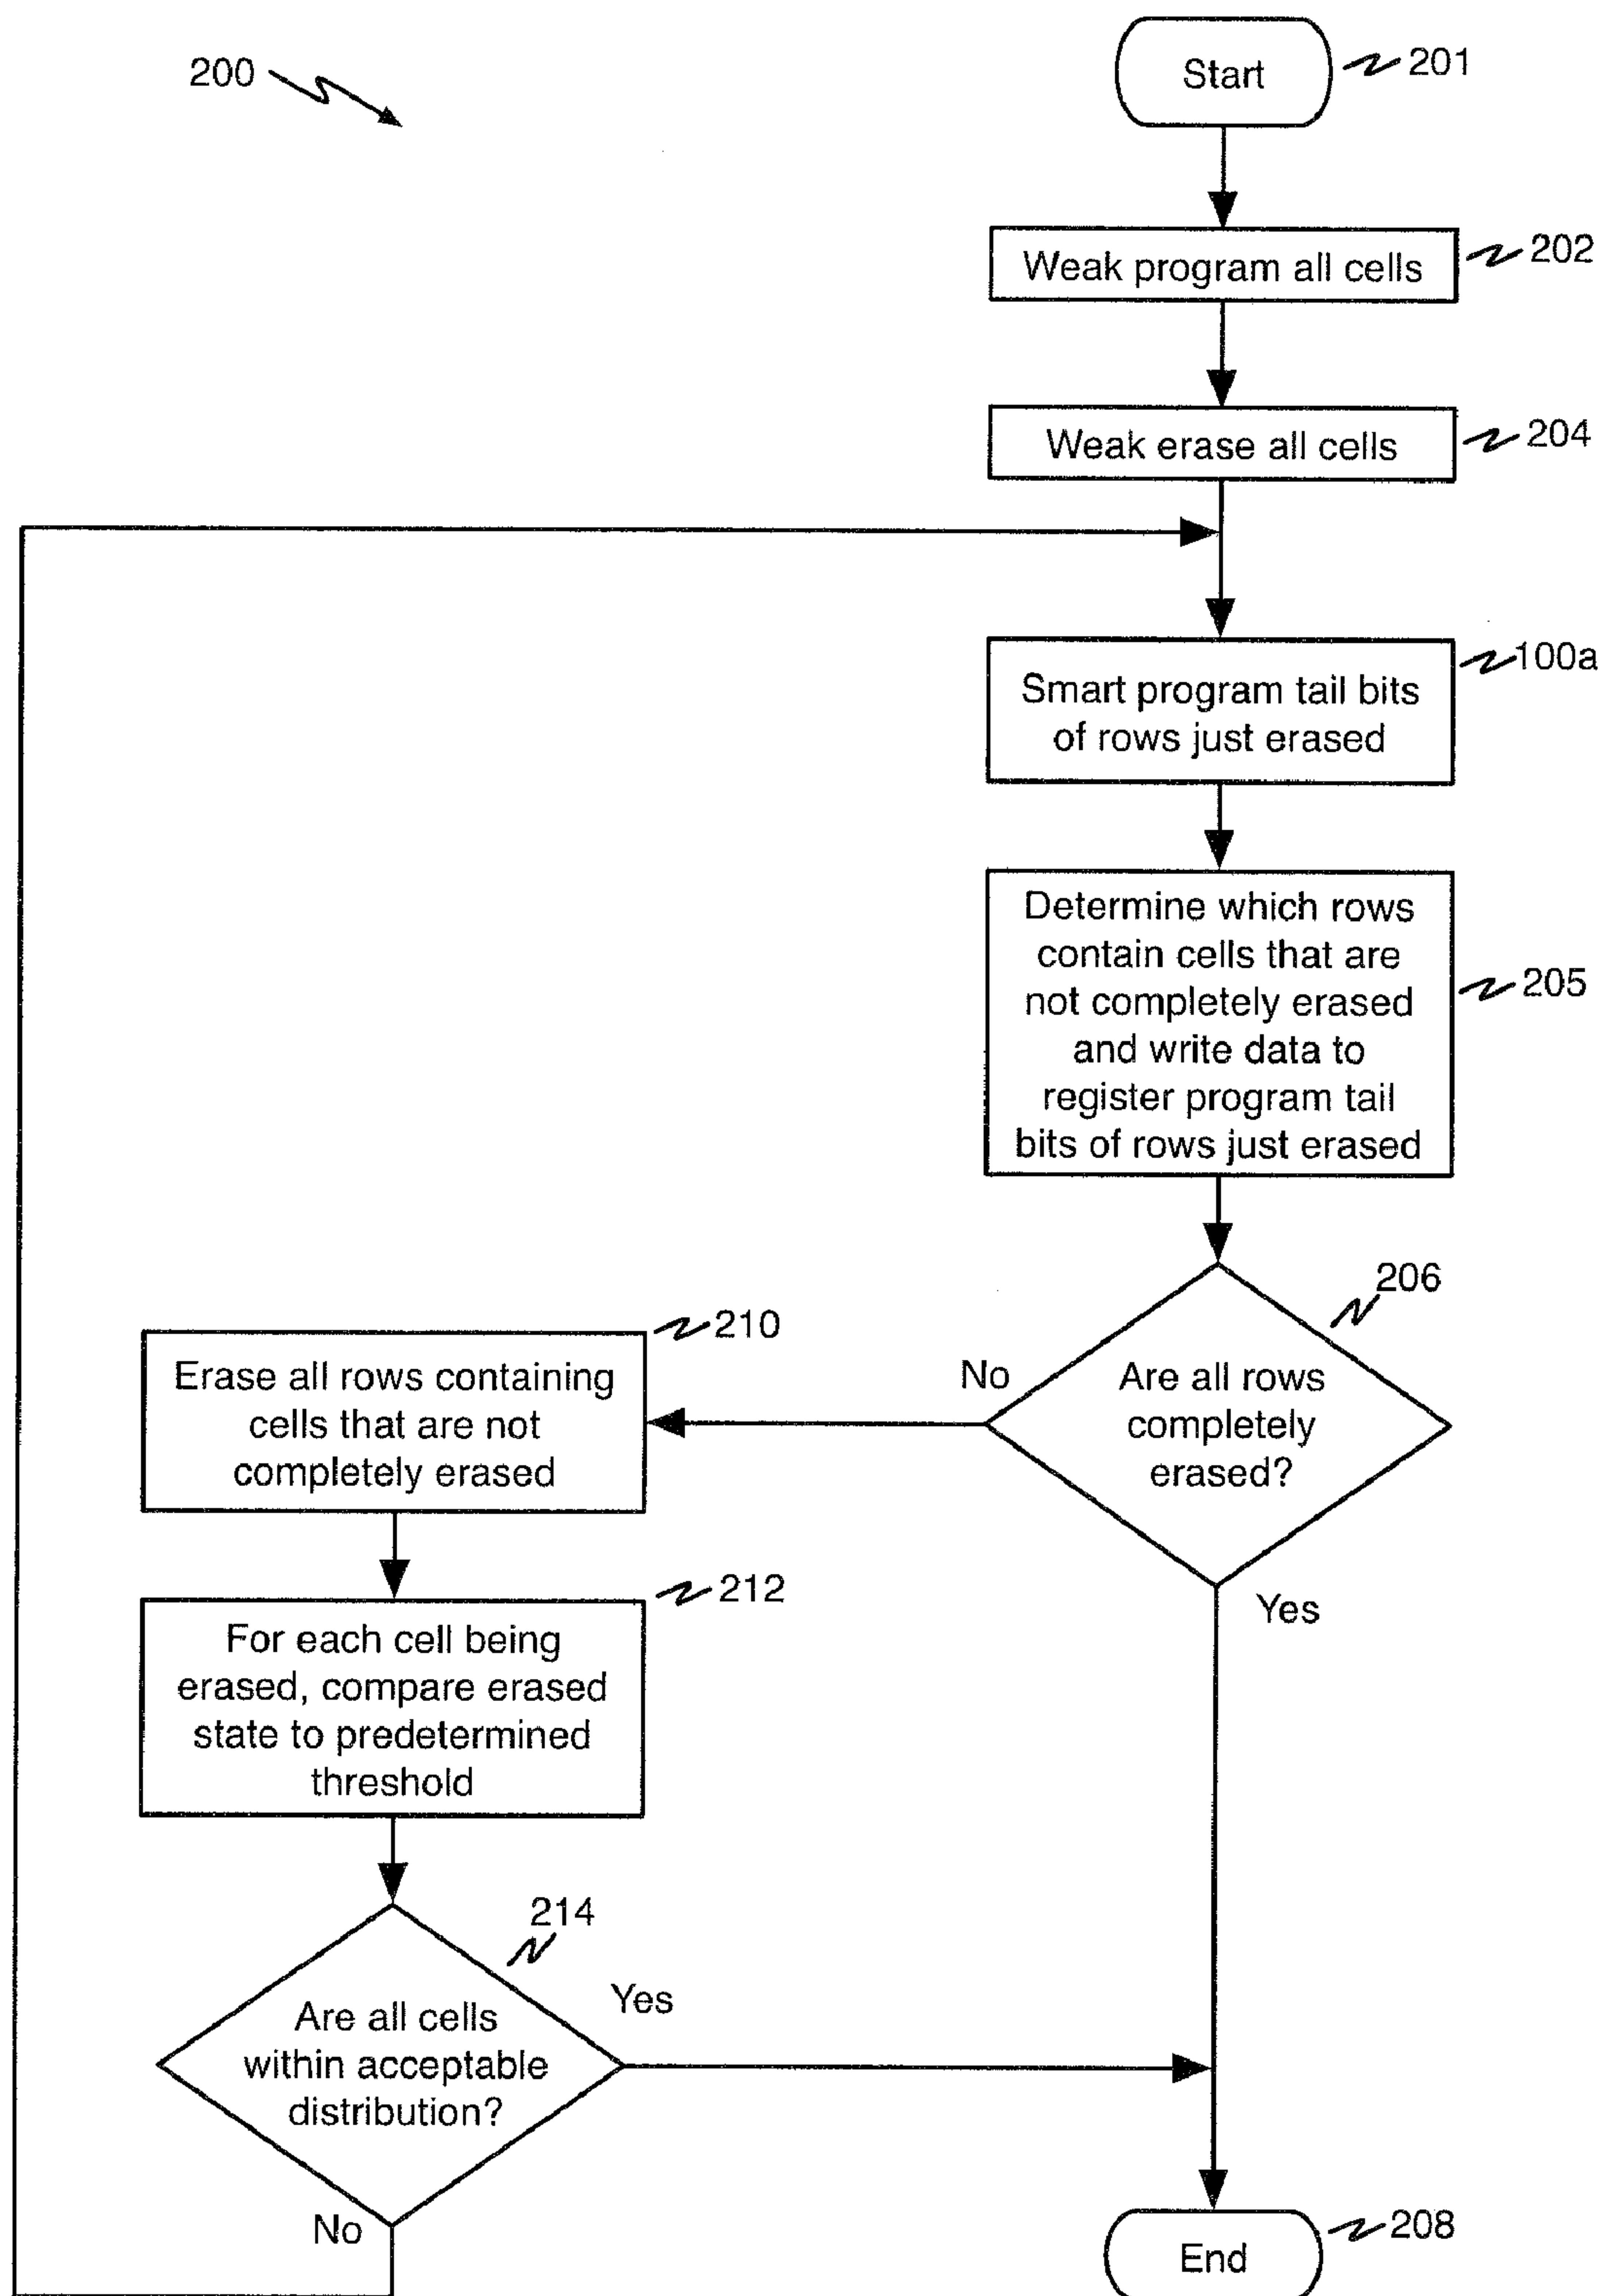 200
Start
201
Weak program all cells
202
Weak erase all cells
204
Smart program tail bits
of rows just erased
100a
Determine which rows
contain cells that are
not completely erased
and write data to
register program tail
bits of rows just erased
205
Are all rows
completely
erased?
206
No
Yes
Erase all rows containing
cells that are not
completely erased
210
For each cell being
erased, compare erased
state to predetermined
threshold
212
Are all cells
within acceptable
distribution?
214
Yes
No
End
208